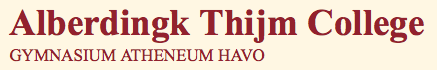 Alberdingk Thijm College
GYMNASIUM ATHENEUM HAVO